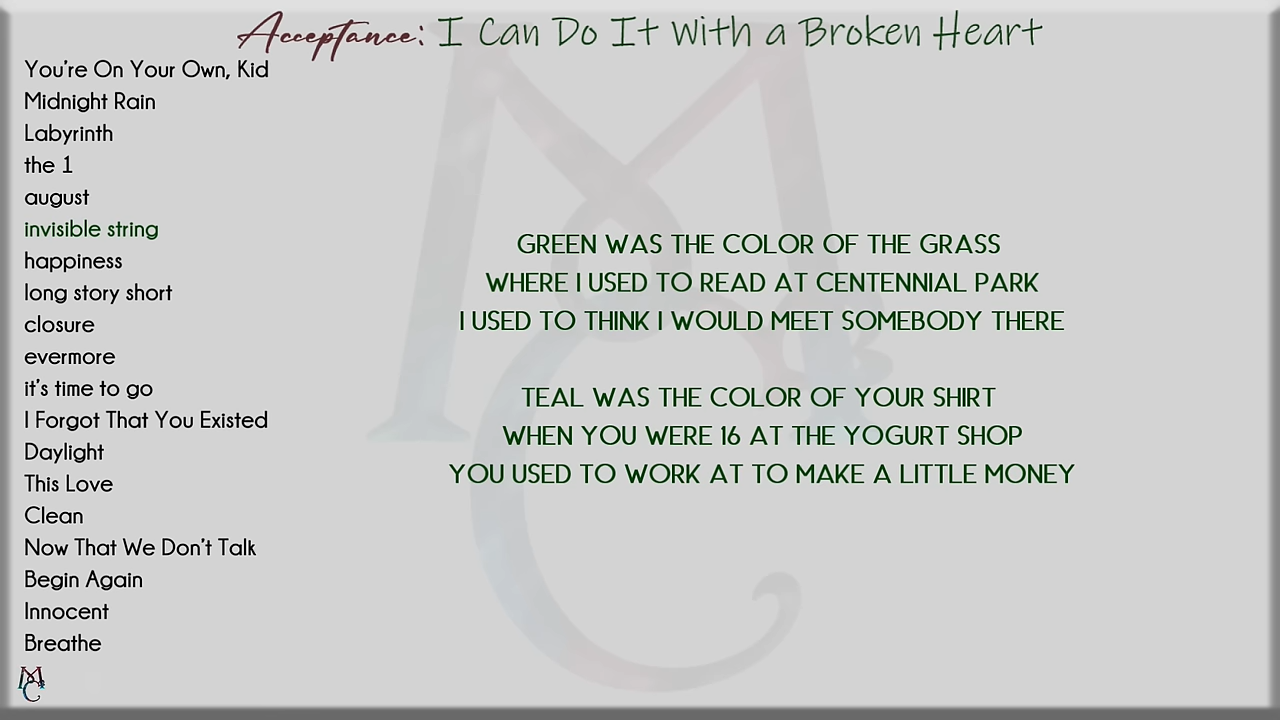 Acceptance: I Can Do It With a Broken Heart
You're On Your Own, Kid
Midnight Rain
Labyrinth
the 1
august
invisible string
happiness
long story short
closure
evermore
it's time to go
I Forgot That You Existed
Daylight
This Love
Clean
Now That We Don't Talk
Begin Again
Innocent
Breathe
GREEN WAS THE COLOR OF THE GRASS
WHERE I USED TO READ AT CENTENNIAL PARK
I USED TO THINK I WOULD MEET SOMEBODY THERE
TEAL WAS THE COLOR OF YOUR SHIRT
WHEN YOU WERE 16 AT THE YOGURT SHOP
YOU USED TO WORK AT TO MAKE A LITTLE MONEY